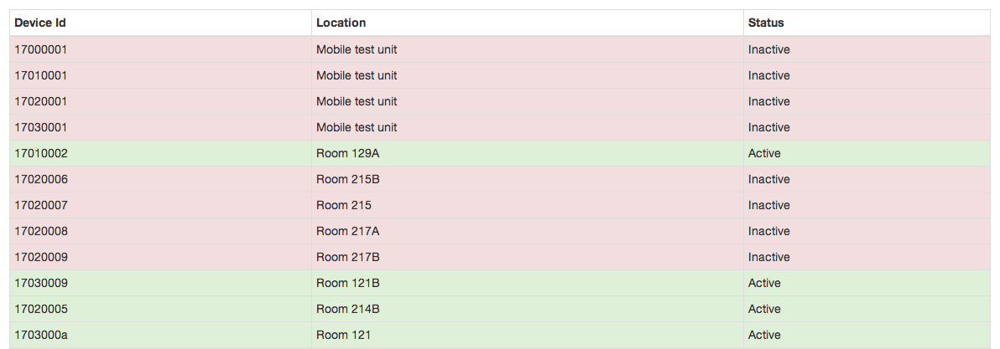 Device Id Location Status
17000001 Mobile test unit Inactive
17010001 Mobile test unit Inactive
17020001 Mobile test unit Inactive
17030001 Mobile test unit Inactive
17010002 Room 129A Active
17020006 Room 215B Inactive
17020007 Room 215 Inactive
17020008 Room 217A Inactive
17020009 Room 217B Inactive
17030009 Room 121B Active
17020005 Room 214B Active
1703000a Room 121 Active